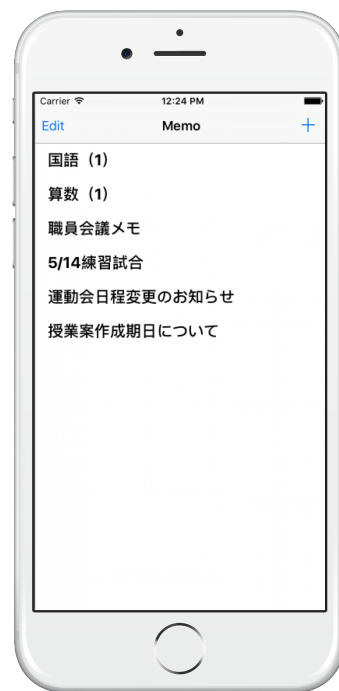 Carrier
12:24 PM
Edit
Memo
+
国語（1）
算数（1）
職員会議メモ
5/14練習試合
運動会日程変更のお知らせ
授業案作成期日について